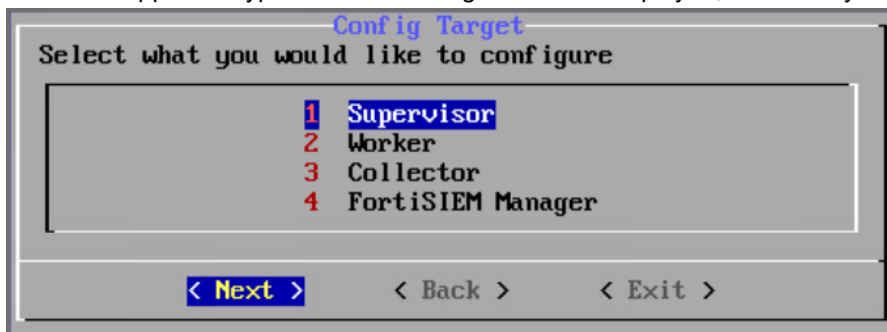 Config Target
Select what you would like to configure
1 Supervisor
2 Worker
3 Collector
4 FortiSIEM Manager
< Next > < Back > < Exit >